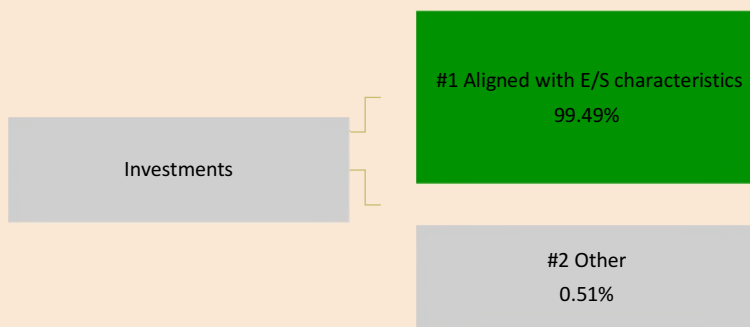 #1 Aligned with E/S characteristics
99.49%
Investments
#2 Other
0.51%